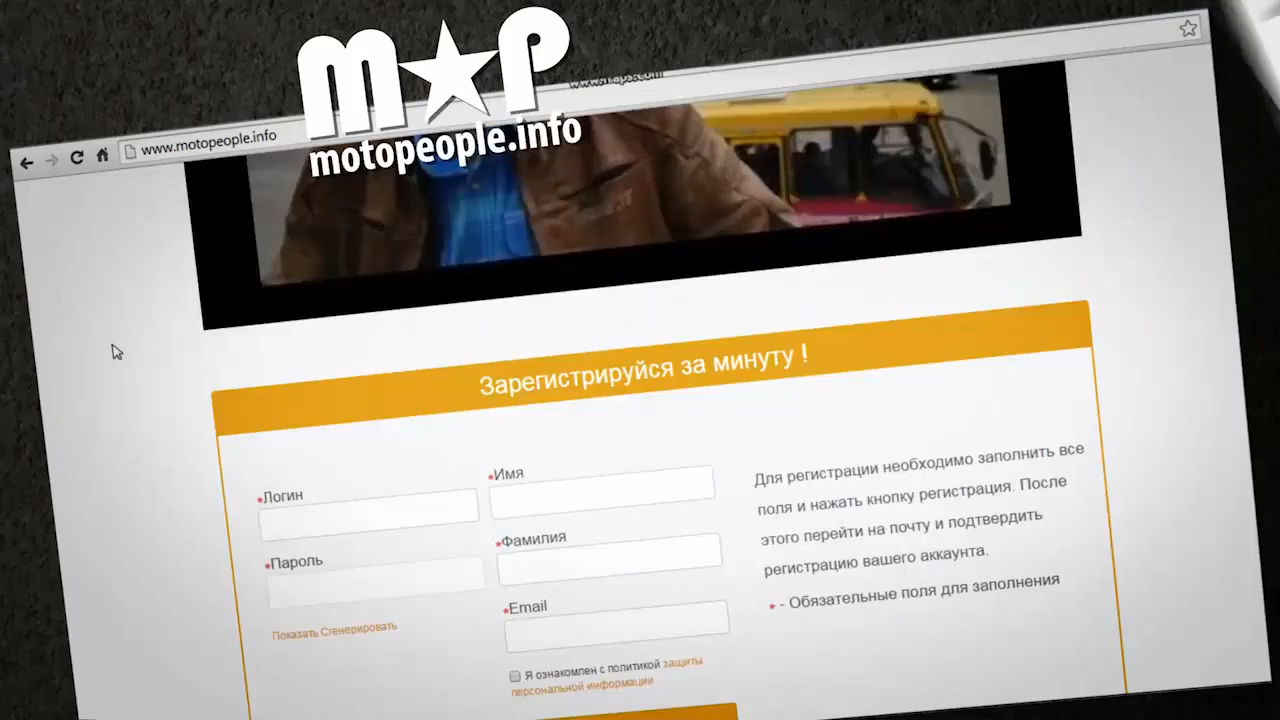 M★P
motopeople.info
www.motopeople.info
Зарегистрируйся за минуту !
*Логин
*Пароль
Показать Сгенерировать
*Имя
*Фамилия
*Email
Я ознакомлен с политикой защиты
персональной информации
Для регистрации необходимо заполнить все
поля и нажать кнопку регистрация. После
этого перейти на почту и подтвердить
регистрацию вашего аккаунта.
* - Обязательные поля для заполнения